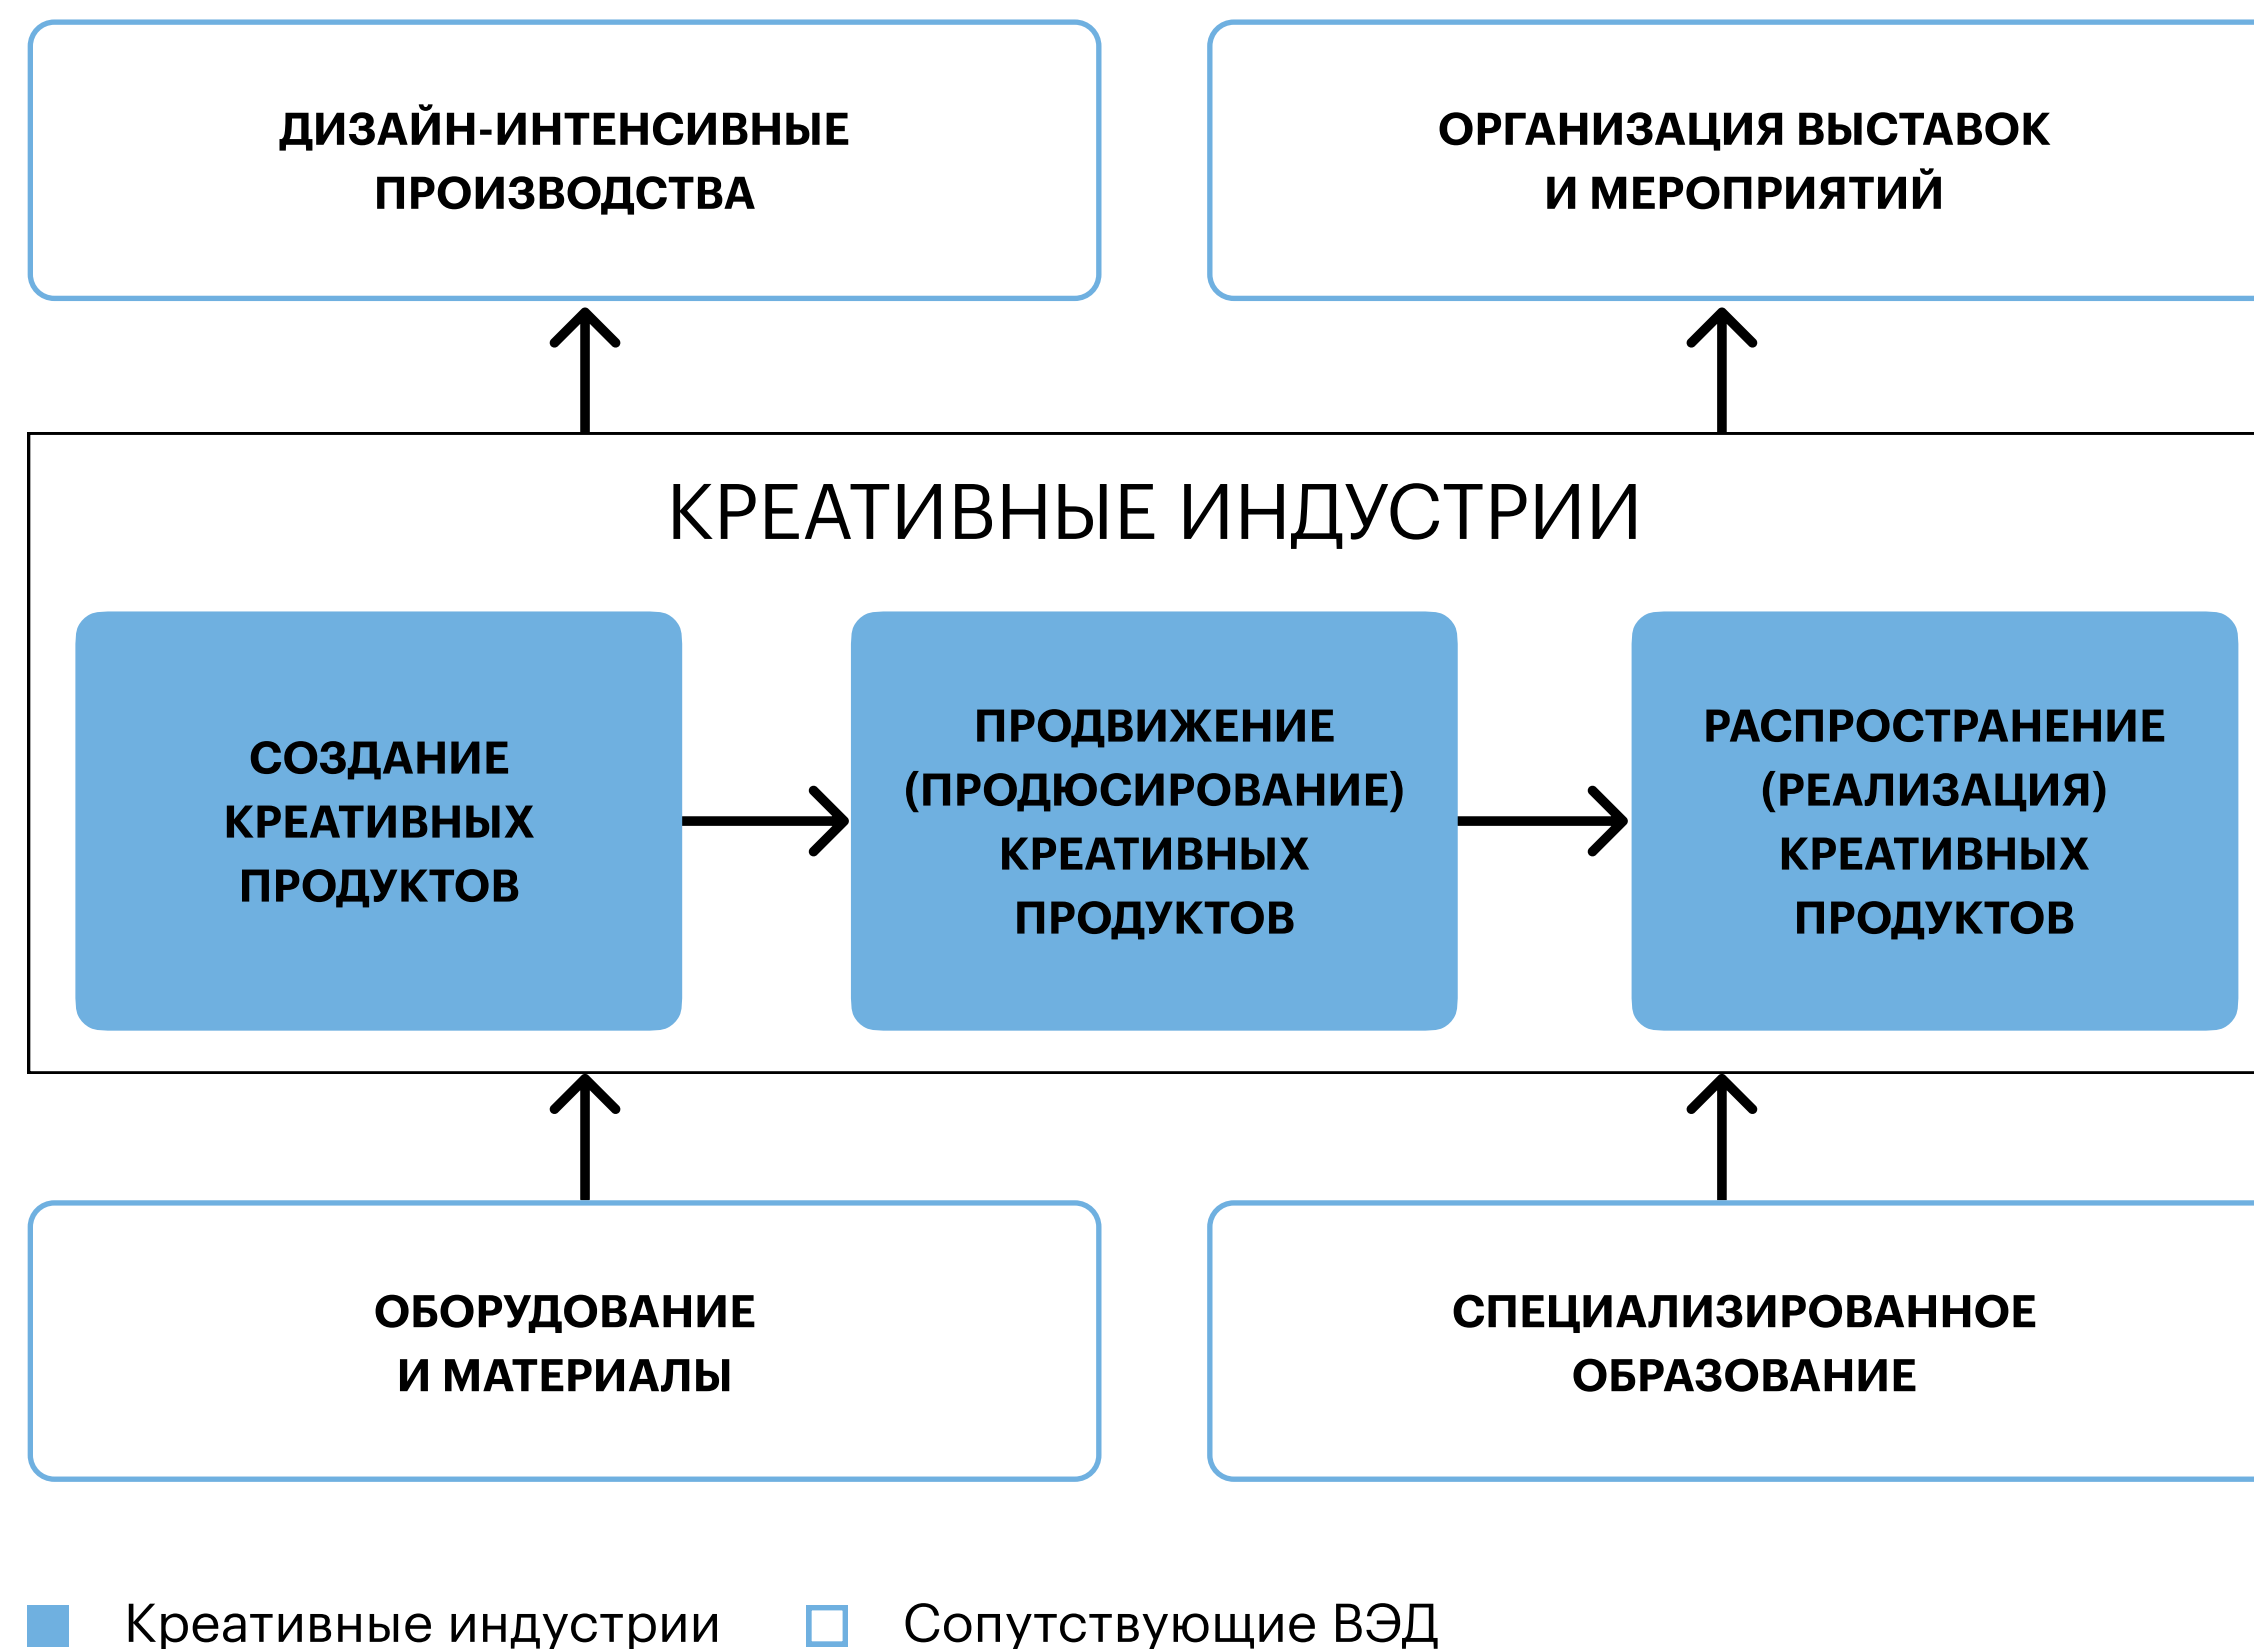 ДИЗАЙН-ИНТЕНСИВНЫЕ
ПРОИЗВОДСТВА
ОРГАНИЗАЦИЯ ВЫСТАВОК
И МЕРОПРИЯТИЙ
КРЕАТИВНЫЕ ИНДУСТРИИ
СОЗДАНИЕ
КРЕАТИВНЫХ
ПРОДУКТОВ
ПРОДВИЖЕНИЕ
(ПРОДЮСИРОВАНИЕ)
КРЕАТИВНЫХ
ПРОДУКТОВ
РАСПРОСТРАНЕНИЕ
(РЕАЛИЗАЦИЯ)
КРЕАТИВНЫХ
ПРОДУКТОВ
ОБОРУДОВАНИЕ
И МАТЕРИАЛЫ
СПЕЦИАЛИЗИРОВАННОЕ
ОБРАЗОВАНИЕ
Креативные индустрии
Сопутствующие ВЭД